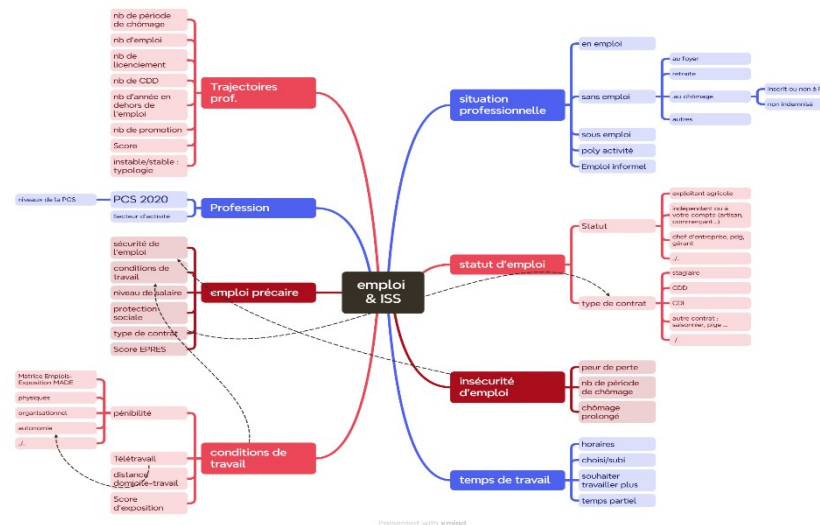 nb de période
de chômage
nb d'emploi
nb de
licenciement
nb de CDD
nb d'année en
dehors de
l'emploi
nb de promotion
Score
instable/stable :
typologie
Trajectoires
prof.
niveaux de la PCS
PCS 2020
Secteur d'activité
Profession
sécurité de
l'emploi
conditions de
travail
niveau de salaire
protection
sociale
type de contrat
Score EPRES
emploi précaire
Matrice Emplois-
Exposition MADE
physiques
organisationnel
autonomie
./.
pénibilité
Télétravail
distance
domicile-travail
Score
d'exposition
conditions de
travail
emploi
& ISS
situation
professionnelle
en emploi
sans emploi
au foyer
retraite
au chômage
inscrit ou non à
non indemnisé
autres
sous emploi
poly activité
Emploi informel
statut d'emploi
Statut
exploitant agricole
indépendant ou à
votre compte (artisan,
commerçant...)
chef d'entreprise, pdg,
gérant
./.
type de contrat
stagiaire
CDD
CDI
autre contrat :
saisonnier, pige ...
./
insécurité
d'emploi
peur de perte
nb de période
de chômage
chômage
prolongé
temps de travail
horaires
choisi/subi
souhaiter
travailler plus
temps partiel
Presented with xmind